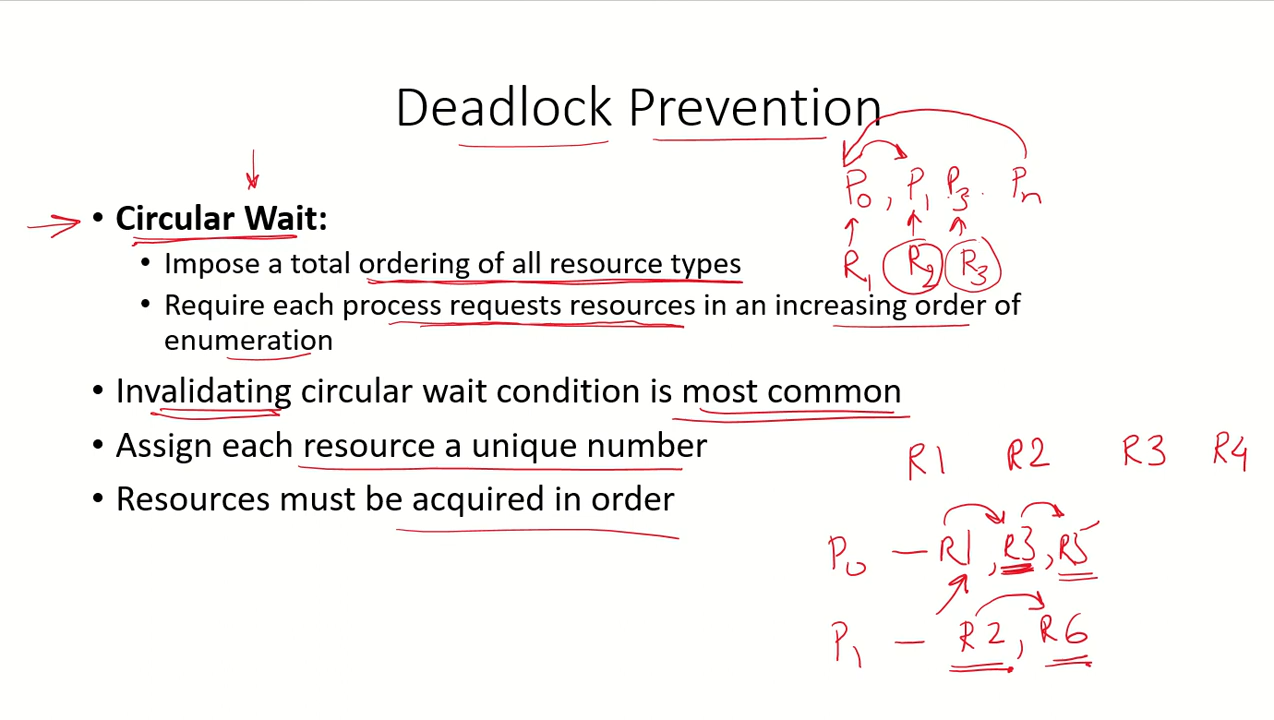 Deadlock Prevention
P0, P1 P3. Pn
R1 R2 R3
• Circular Wait:
• Impose a total ordering of all resource types
• Require each process requests resources in an increasing order of
enumeration
• Invalidating circular wait condition is most common
• Assign each resource a unique number
R1 R2 R3 R4
• Resources must be acquired in order
P0 — R1, R3, R5
P1 — R2, R6